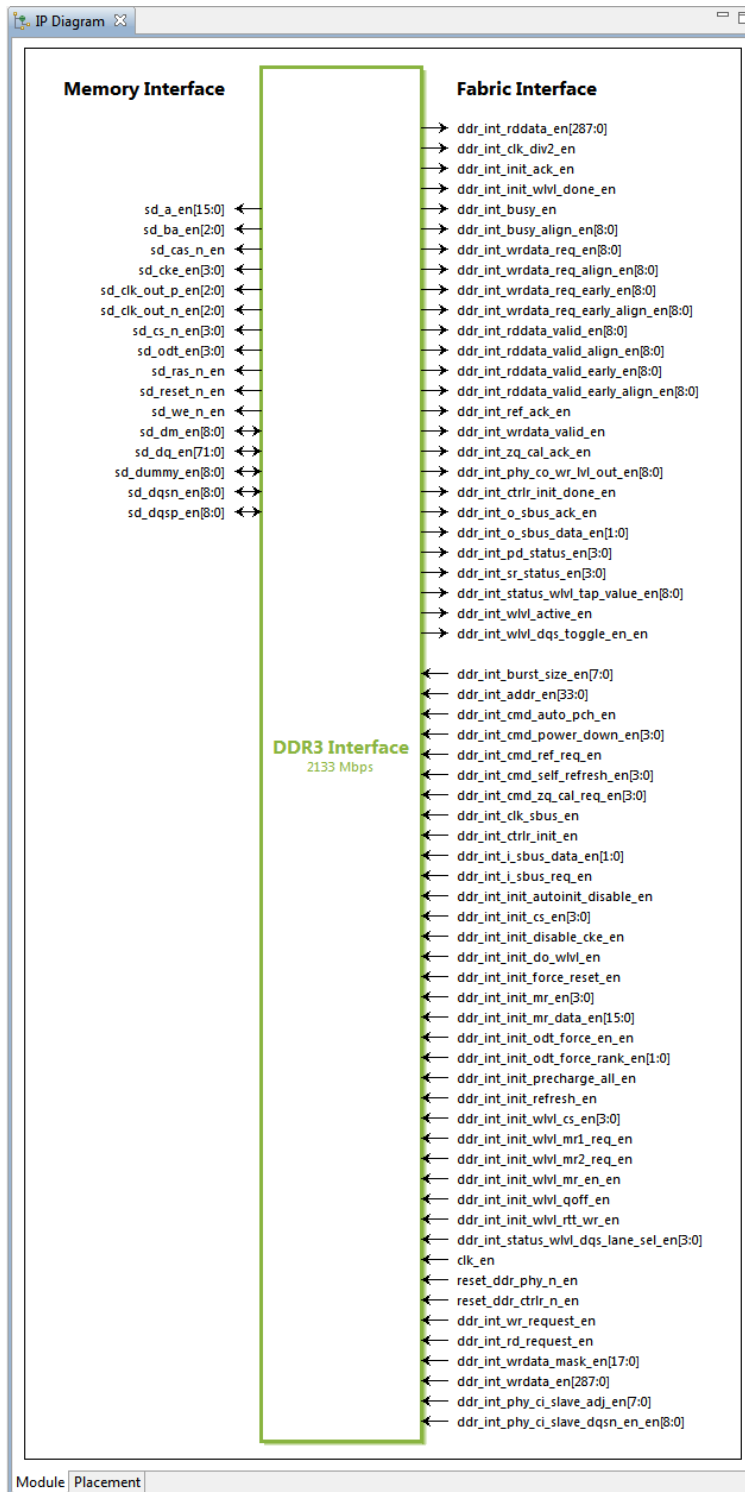 IP Diagram
Memory Interface
Fabric Interface
ddr_int_rddata_en[287:0]
ddr_int_clk_div2_en
ddr_int_init_ack_en
ddr_int_init_wlvl_done_en
sd_a_en[15:0] ddr_int_busy_en
sd_ba_en[2:0] ddr_int_busy_align_en[8:0]
sd_cas_n_en ddr_int_wrdata_req_en[8:0]
sd_cke_en[3:0] ddr_int_wrdata_req_align_en[8:0]
sd_clk_out_p_en[2:0] ddr_int_wrdata_req_early_en[8:0]
sd_clk_out_n_en[2:0] ddr_int_wrdata_req_early_align_en[8:0]
sd_cs_n_en[3:0] ddr_int_rddata_valid_en[8:0]
sd_odt_en[3:0] ddr_int_rddata_valid_align_en[8:0]
sd_ras_n_en ddr_int_rddata_valid_early_en[8:0]
sd_reset_n_en ddr_int_rddata_valid_early_align_en[8:0]
sd_we_n_en ddr_int_ref_ack_en
sd_dm_en[8:0] ddr_int_wrdata_valid_en
sd_dq_en[71:0] ddr_int_zq_cal_ack_en
sd_dummy_en[8:0] ddr_int_phy_co_wr_lvl_out_en[8:0]
sd_dqsn_en[8:0] ddr_int_ctrlr_init_done_en
sd_dqsp_en[8:0] ddr_int_o_sbus_ack_en
ddr_int_o_sbus_data_en[1:0]
ddr_int_pd_status_en[3:0]
ddr_int_sr_status_en[3:0]
ddr_int_status_wlvl_tap_value_en[8:0]
ddr_int_wlvl_active_en
ddr_int_wlvl_dqs_toggle_en_en
ddr_int_burst_size_en[7:0]
ddr_int_addr_en[33:0]
ddr_int_cmd_auto_pch_en
ddr_int_cmd_power_down_en[3:0]
DDR3 Interface
2133 Mbps
ddr_int_cmd_ref_req_en
ddr_int_cmd_self_refresh_en[3:0]
ddr_int_cmd_zq_cal_req_en[3:0]
ddr_int_clk_sbus_en
ddr_int_ctrlr_init_en
ddr_int_i_sbus_data_en[1:0]
ddr_int_i_sbus_req_en
ddr_int_init_autoinit_disable_en
ddr_int_init_cs_en[3:0]
ddr_int_init_disable_cke_en
ddr_int_init_do_wlvl_en
ddr_int_init_force_reset_en
ddr_int_init_mr_en[3:0]
ddr_int_init_mr_data_en[15:0]
ddr_int_init_odt_force_en_en
ddr_int_init_odt_force_rank_en[1:0]
ddr_int_init_precharge_all_en
ddr_int_init_refresh_en
ddr_int_init_wlvl_cs_en[3:0]
ddr_int_init_wlvl_mr1_req_en
ddr_int_init_wlvl_mr2_req_en
ddr_int_init_wlvl_mr_en_en
ddr_int_init_wlvl_qoff_en
ddr_int_init_wlvl_rtt_wr_en
ddr_int_status_wlvl_dqs_lane_sel_en[3:0]
clk_en
reset_ddr_phy_n_en
reset_ddr_ctrlr_n_en
ddr_int_wr_request_en
ddr_int_rd_request_en
ddr_int_wrdata_mask_en[17:0]
ddr_int_wrdata_en[287:0]
ddr_int_phy_ci_slave_adj_en[7:0]
ddr_int_phy_ci_slave_dqsn_en_en[8:0]
Module Placement